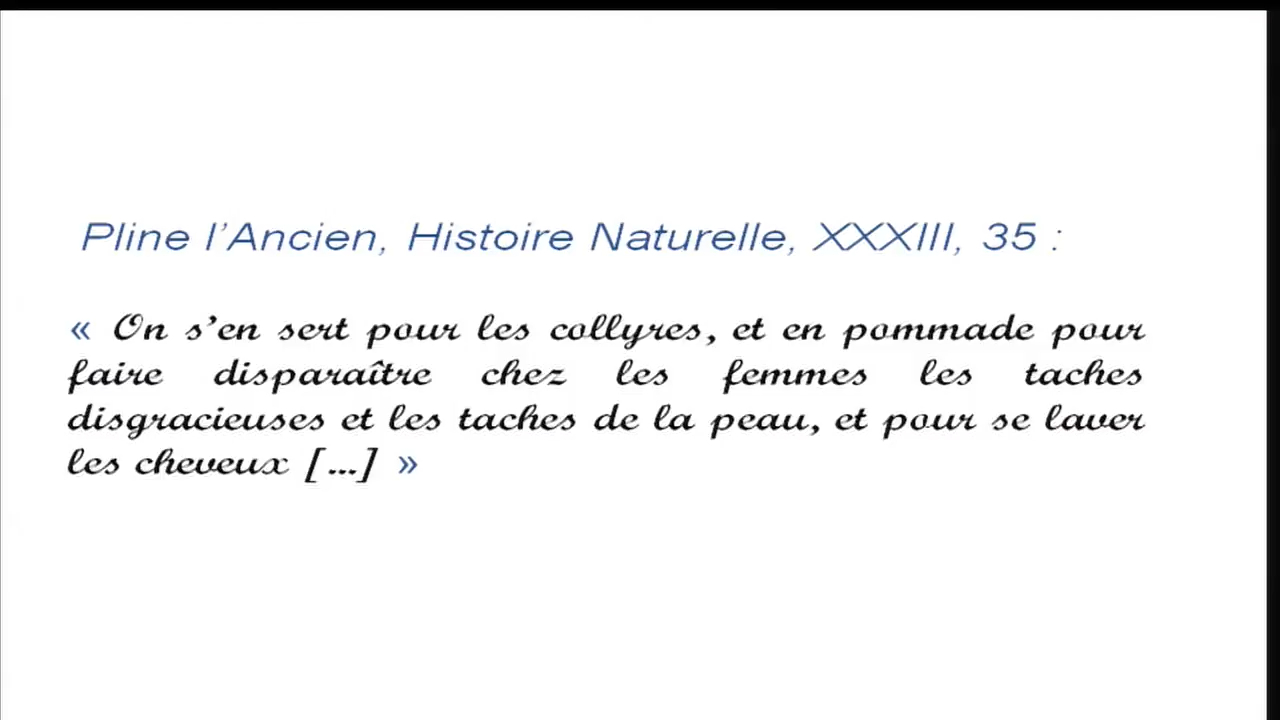 Pline l’Ancien, Histoire Naturelle, XXXIII, 35 :
« On s’en sert pour les collyres, et en pommade pour
faire disparaître chez les femmes les taches
disgracieuses et les taches de la peau, et pour se laver
les cheveux [...] »